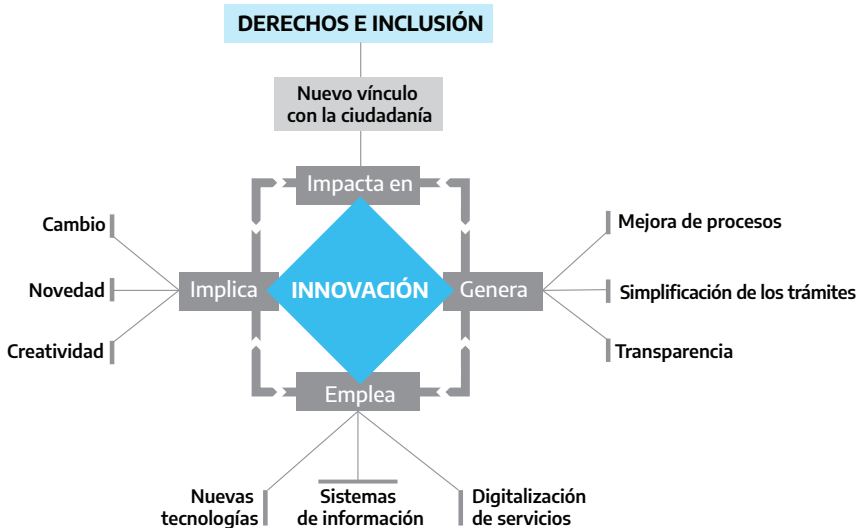 DERECHOS E INCLUSIÓN
Nuevo vínculo
con la ciudadanía
Impacta en
Cambio
Novedad
Creatividad
Implica
INNOVACIÓN
Genera
Mejora de procesos
Simplificación de los trámites
Transparencia
Emplea
Nuevas
tecnologías
Sistemas
de información
Digitalización
de servicios